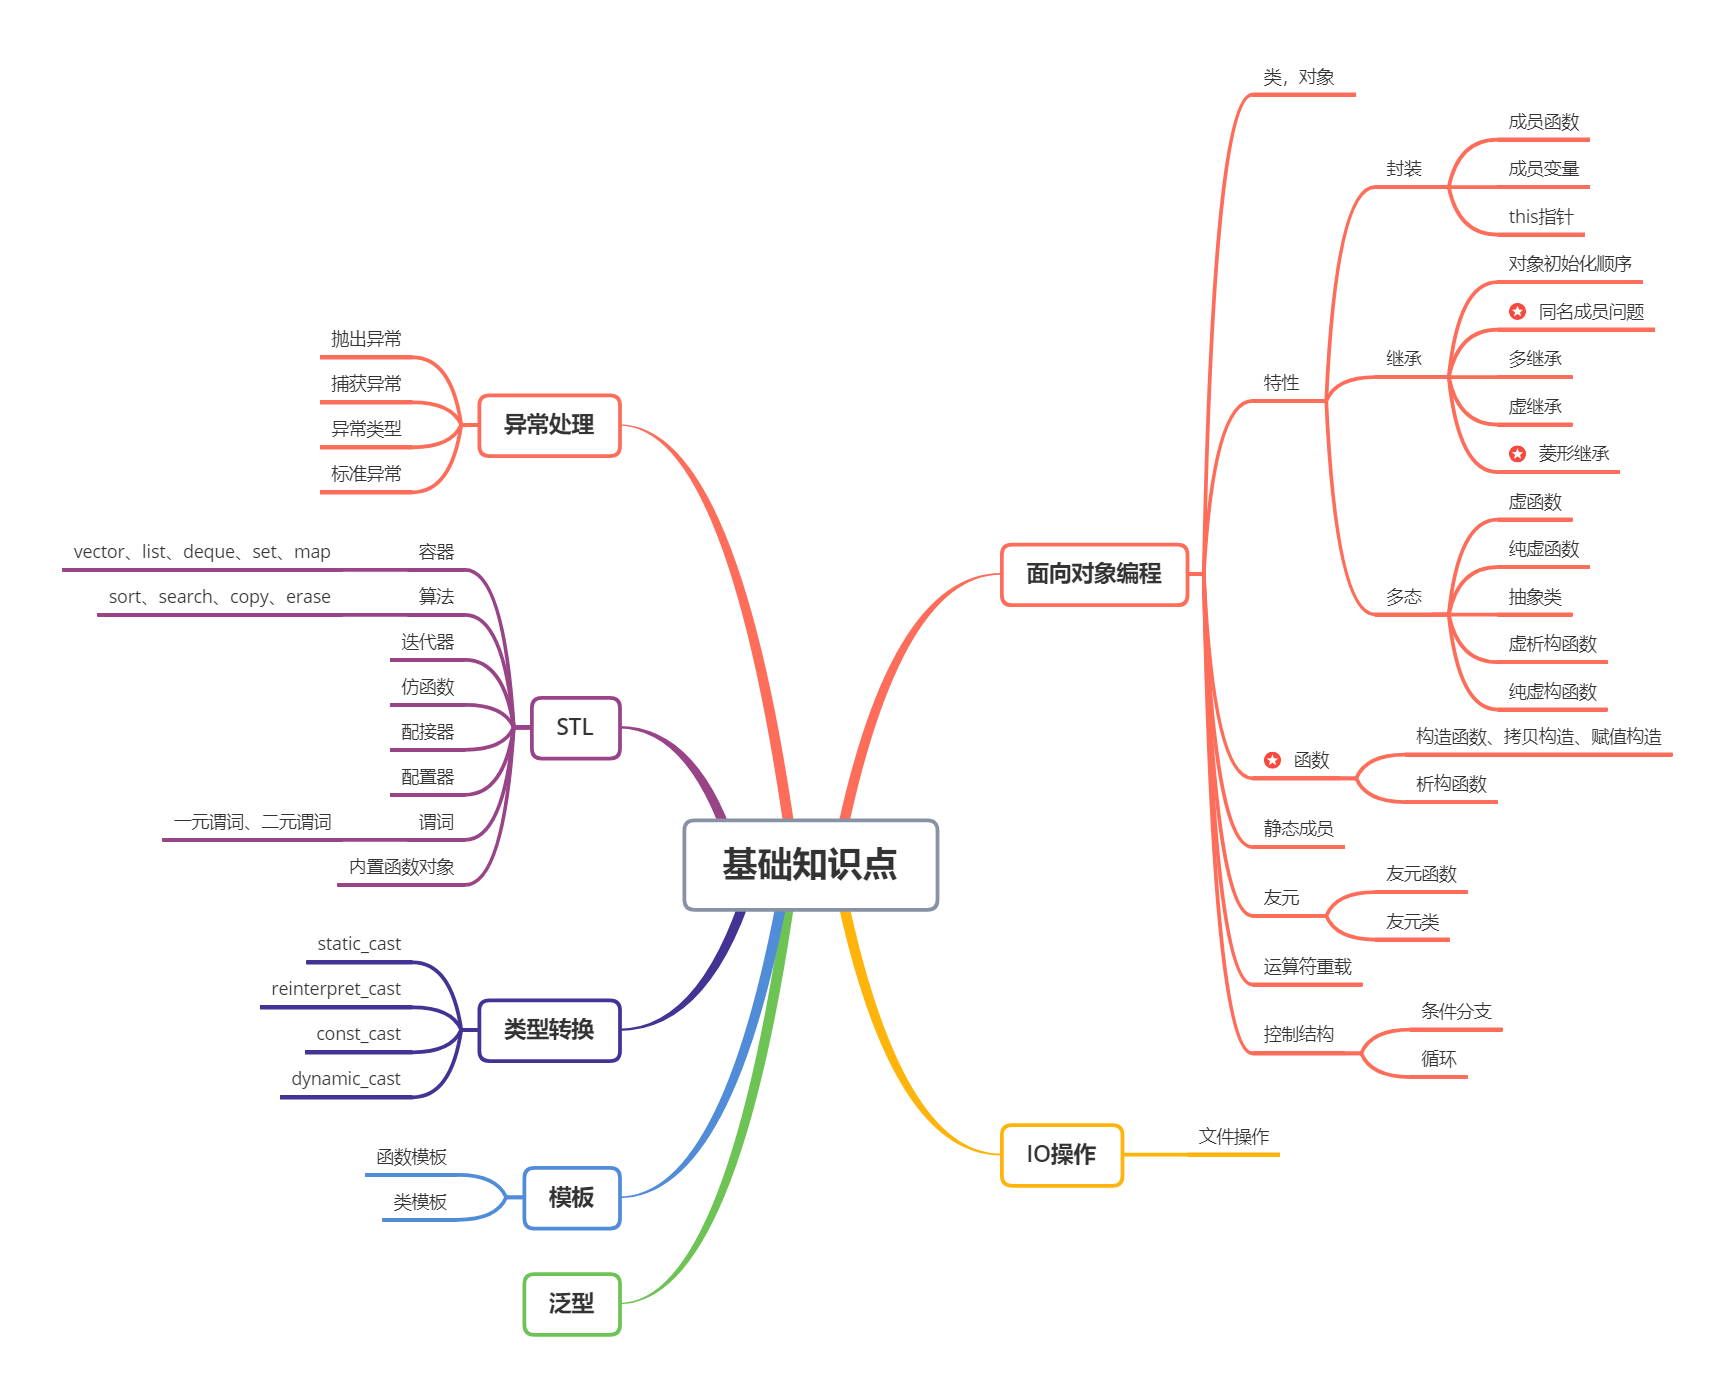 基础知识点
面向对象编程
类，对象
特性
封装
成员函数
成员变量
this指针
继承
对象初始化顺序
同名成员问题
多继承
虚继承
菱形继承
多态
虚函数
纯虚函数
抽象类
虚析构函数
纯虚构函数
函数
构造函数、拷贝构造、赋值构造
析构函数
静态成员
友元
友元函数
友元类
运算符重载
控制结构
条件分支
循环
IO操作
文件操作
异常处理
抛出异常
捕获异常
异常类型
标准异常
STL
容器
vector、list、deque、set、map
算法
sort、search、copy、erase
迭代器
仿函数
配接器
配置器
谓词
一元谓词、二元谓词
内置函数对象
类型转换
static_cast
reinterpret_cast
const_cast
dynamic_cast
模板
函数模板
类模板
泛型